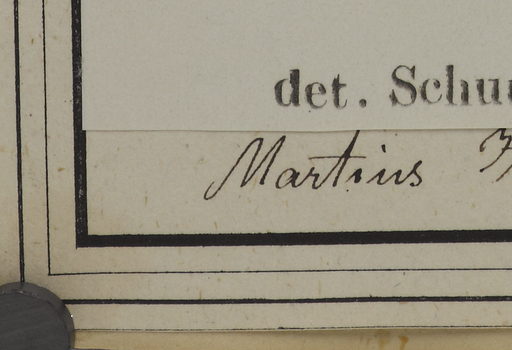 det. Schu
Martius